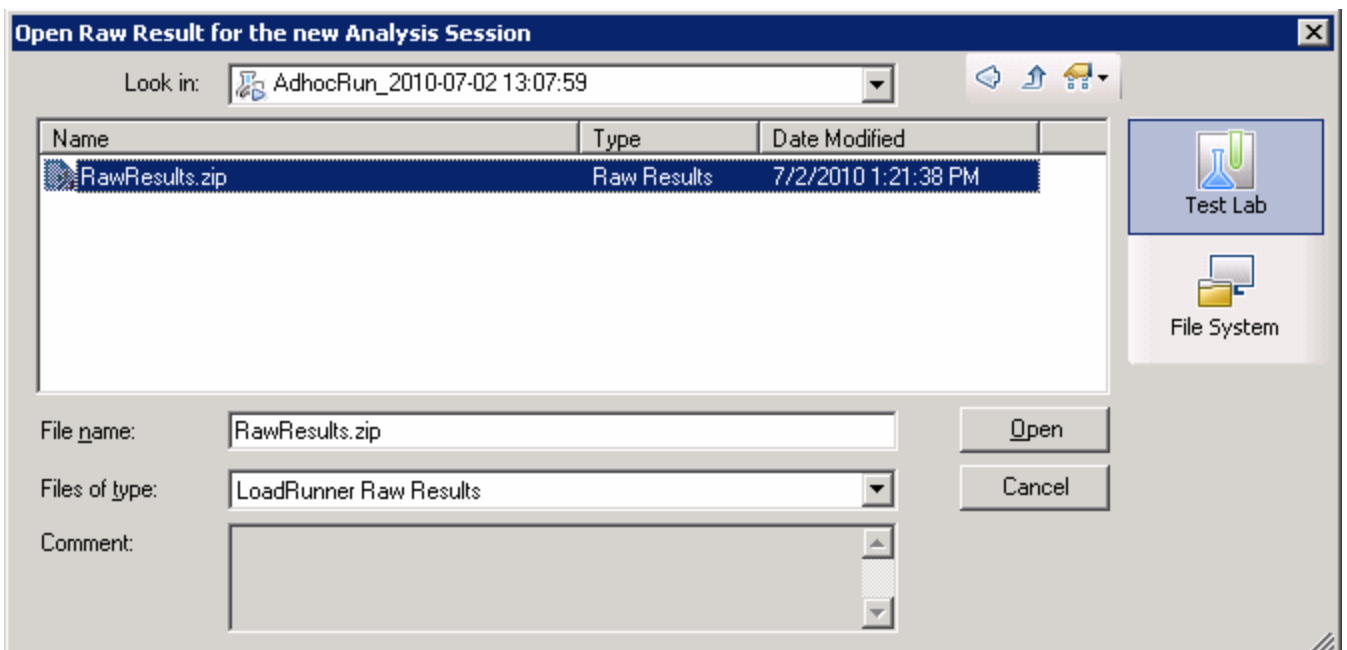 Open Raw Result for the new Analysis Session
Look in: AdhocRun_2010-07-02 13:07:59
Name Type Date Modified
RawResults.zip Raw Results 7/2/2010 1:21:38 PM
Test Lab
File System
File name: RawResults.zip Open
Files of type: LoadRunner Raw Results Cancel
Comment: